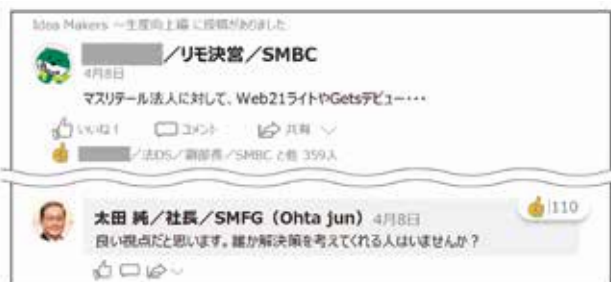 Idea Makers ～生産向上編 に投稿がありました
／リモ決営／SMBC
4月8日
マスリテール法人に対して、Web21ライトやGetsデビュー・・・
いいね！ コメント 共有
／法DS／副部長／SMBC と他 359人
太田 純／社長／SMFG（Ohta jun） 4月8日
110
良い視点だと思います。誰か解決策を考えてくれる人はいませんか？